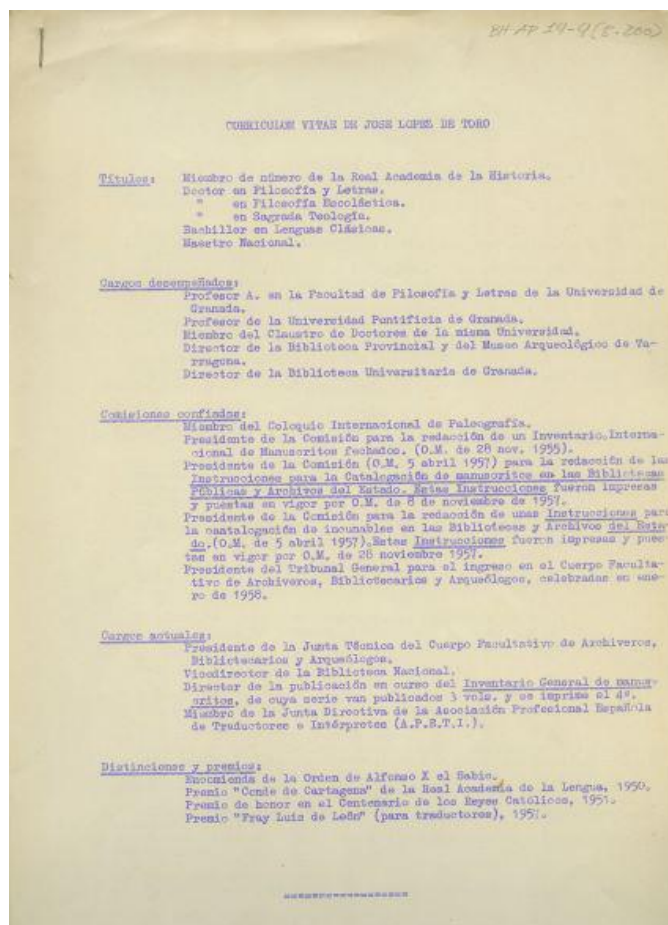 BH AP 19-9(5-200)
CURRICULUM VITAE DE JOSE LOPEZ DE TORO
Títulos: Miembro de número de la Real Academia de la Historia.
Doctor en Filosofía y Letras.
" en Filosofía Escolástica.
" en Sagrada Teología.
Bachiller en Lenguas Clásicas.
Maestro Nacional.
Cargos desempeñados:
Profesor A. en la Facultad de Filosofía y Letras de la Universidad de
Granada.
Profesor de la Universidad Pontificia de Granada.
Miembro del Claustro de Doctores de la misma Universidad.
Director de la Biblioteca Provincial y del Museo Arqueológico de Ta-
rragona.
Director de la Biblioteca Universitaria de Granada.
Comisiones confiadas:
Miembro del Coloquio Internacional de Paleografía.
Presidente de la Comisión para la redacción de un Inventario Interna-
cional de Manuscritos fechados. (O.M. de 28 nov. 1955).
Presidente de la Comisión (O.M. 5 abril 1957) para la redacción de las
Instrucciones para la Catalogación de manuscritos en las Bibliotecas
Públicas y Archivos del Estado. Estas Instrucciones fueron impresas
y puestas en vigor por O.M. de 8 de noviembre de 1957.
Presidente de la Comisión para la redacción de unas Instrucciones para
la catalogación de incunables en las Bibliotecas y Archivos del Esta-
do.(O.M. de 5 abril 1957).Estas Instrucciones fueron impresas y pues-
tas en vigor por O.M. de 28 noviembre 1957.
Presidente del Tribunal General para el ingreso en el Cuerpo Faculta-
tivo de Archiveros, Bibliotecarios y Arqueólogos, celebradas en ene-
ro de 1958.
Cargos actuales:
Presidente de la Junta Técnica del Cuerpo Facultativo de Archiveros,
Bibliotecarios y Arqueólogos.
Vicedirector de la Biblioteca Nacional.
Director de la publicación en curso del Inventario General de manus-
critos, de cuya serie van publicados 3 vols. y se imprime el 4º.
Miembro de la Junta Directiva de la Asociación Profesional Española
de Traductores e Intérpretes (A.P.E.T.I.).
Distinciones y premios:
Encomienda de la Orden de Alfonso X el Sabio.
Premio "Conde de Cartagena" de la Real Academia de la Lengua, 1950.
Premio de honor en el Centenario de los Reyes Católicos, 1951.
Premio "Fray Luis de León" (para traductores), 1957.